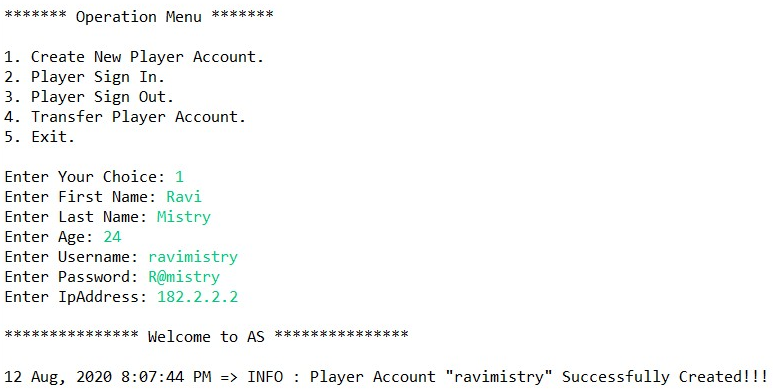 ******* Operation Menu *******
1. Create New Player Account.
2. Player Sign In.
3. Player Sign Out.
4. Transfer Player Account.
5. Exit.
Enter Your Choice: 1
Enter First Name: Ravi
Enter Last Name: Mistry
Enter Age: 24
Enter Username: ravimistry
Enter Password: R@mistry
Enter IpAddress: 182.2.2.2
*************** Welcome to AS ***************
12 Aug, 2020 8:07:44 PM => INFO : Player Account "ravimistry" Successfully Created!!!